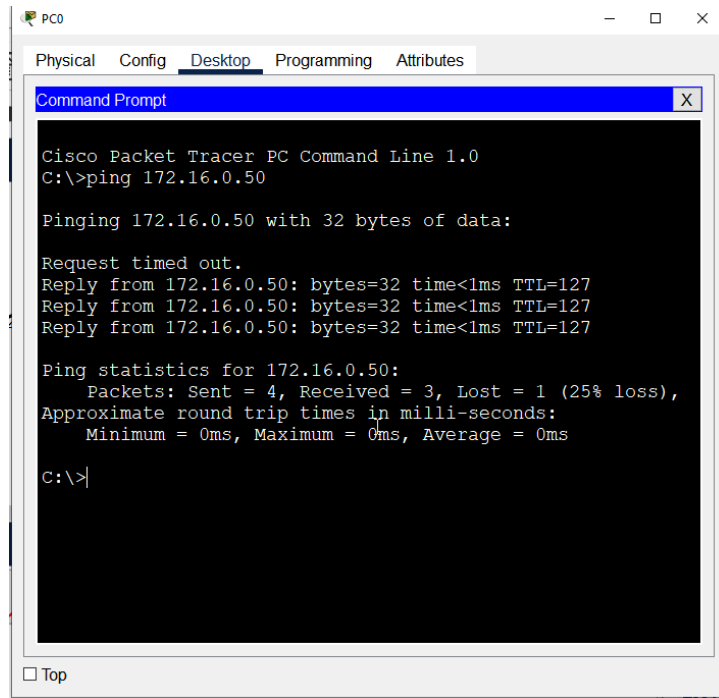 PC0
Physical Config Desktop Programming Attributes
Command Prompt X
Cisco Packet Tracer PC Command Line 1.0
C:\>ping 172.16.0.50
Pinging 172.16.0.50 with 32 bytes of data:
Request timed out.
Reply from 172.16.0.50: bytes=32 time<1ms TTL=127
Reply from 172.16.0.50: bytes=32 time<1ms TTL=127
Reply from 172.16.0.50: bytes=32 time<1ms TTL=127
Ping statistics for 172.16.0.50:
Packets: Sent = 4, Received = 3, Lost = 1 (25% loss),
Approximate round trip times in milli-seconds:
Minimum = 0ms, Maximum = 0ms, Average = 0ms
C:\>
Top